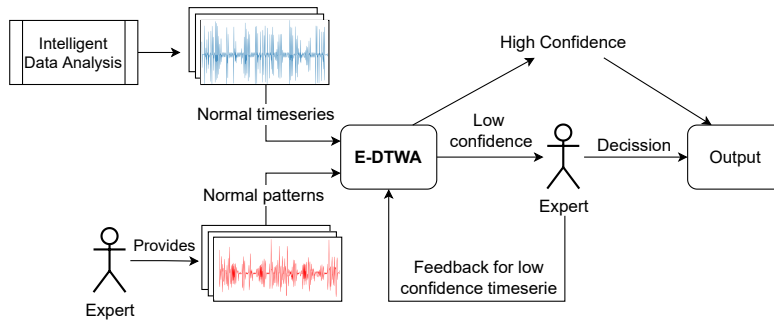 Intelligent
Data Analysis
Normal timeseries
High Confidence
Low
confidence
E-DTWA
Decission
Output
Normal patterns
Expert
Provides
Expert
Feedback for low
confidence timeserie